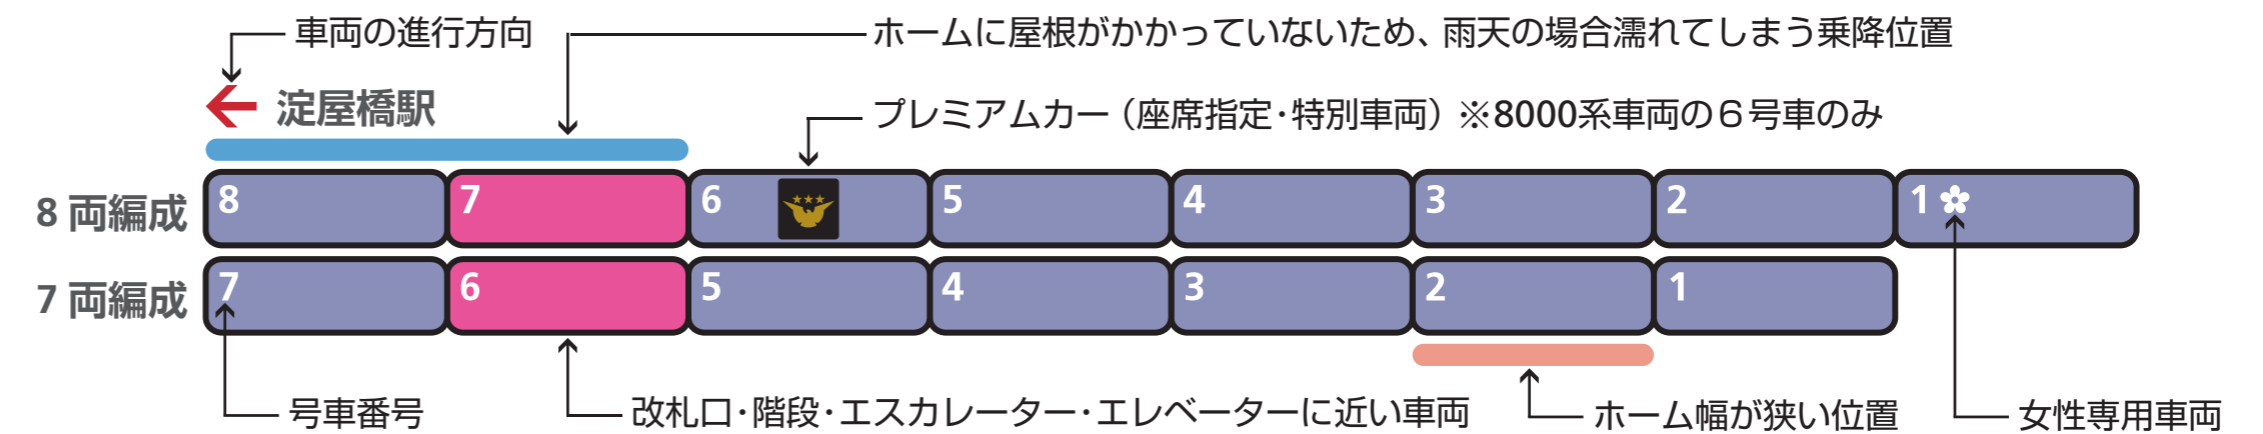 車両の進行方向
ホームに屋根がかかっていないため、雨天の場合濡れてしまう乗降位置
淀屋橋駅
プレミアムカー（座席指定・特別車両）※8000系車両の６号車のみ
8両編成 8 7 6 5 4 3 2 1
7両編成 7 6 5 4 3 2 1
号車番号
改札口・階段・エスカレーター・エレベーターに近い車両
ホーム幅が狭い位置
女性専用車両